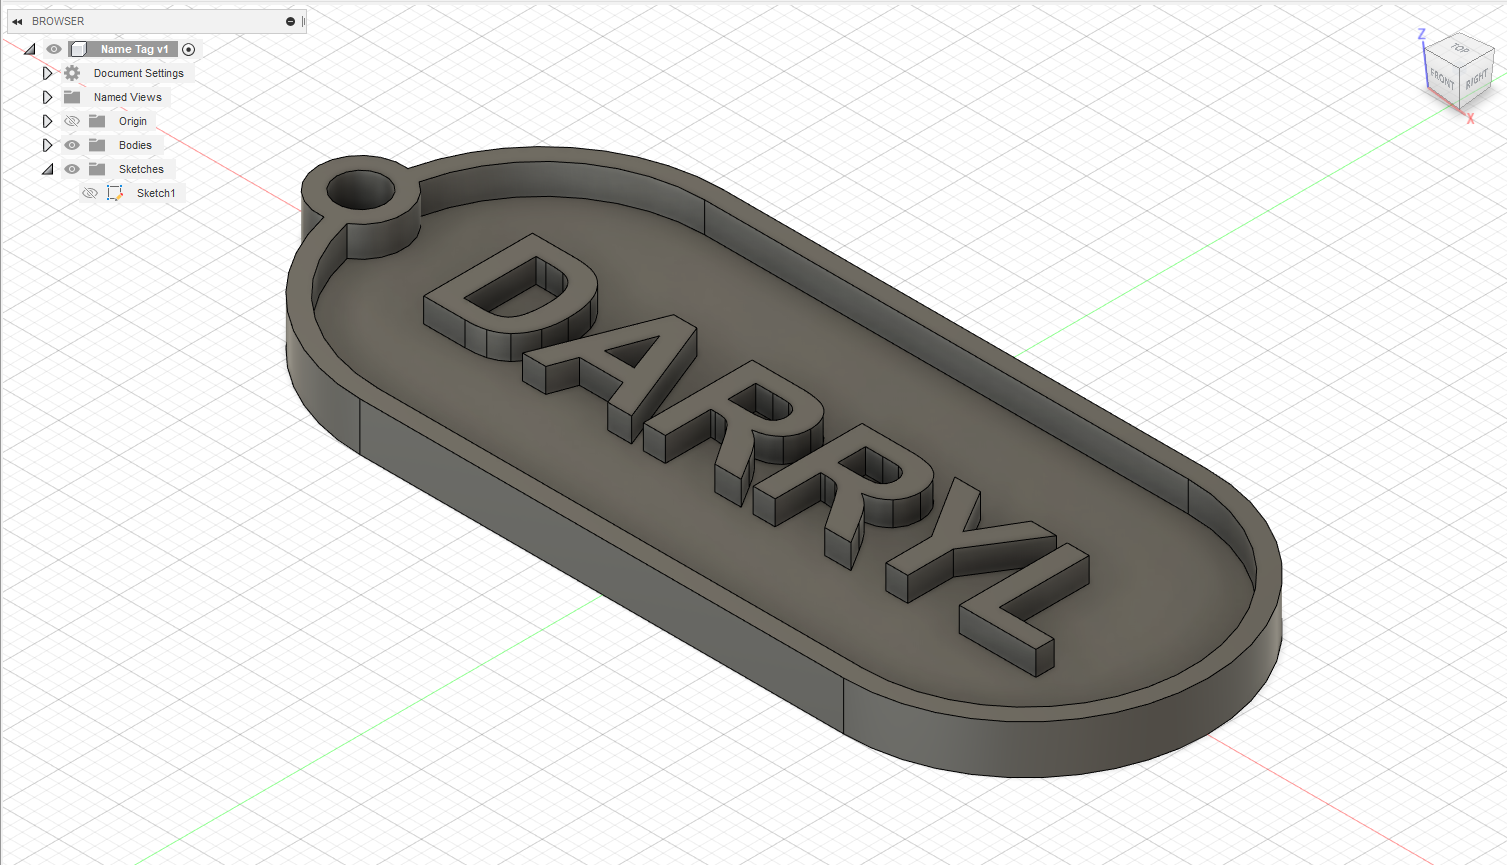 BROWSER
Name Tag v1
Document Settings
Named Views
Origin
Bodies
Sketches
Sketch1
Z
TOP
FRONT
RIGHT
X
DARRYL